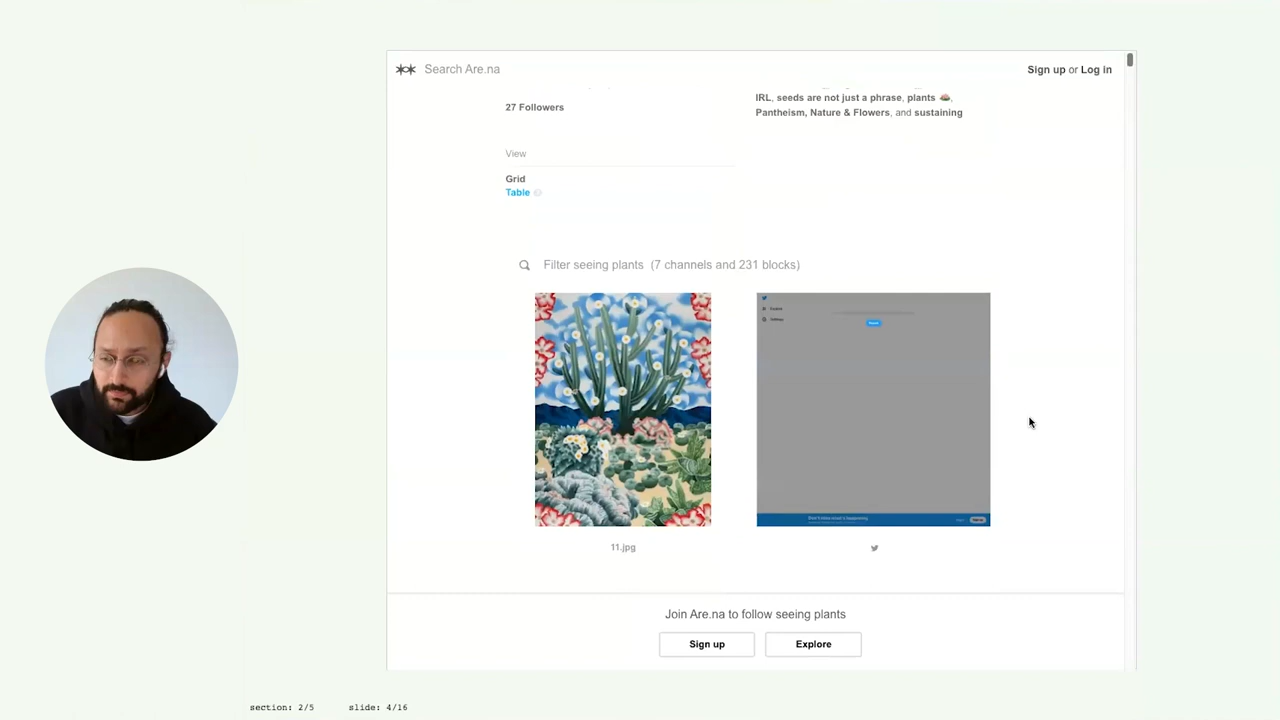 Search Are.na
Sign up or Log in
27 Followers
IRL, seeds are not just a phrase, plants
Pantheism, Nature & Flowers, and sustaining
View
Grid
Table
Filter seeing plants (7 channels and 231 blocks)
Explore
Settings
11.jpg
Join Are.na to follow seeing plants
Sign up
Explore
section: 2/5
slide: 4/16